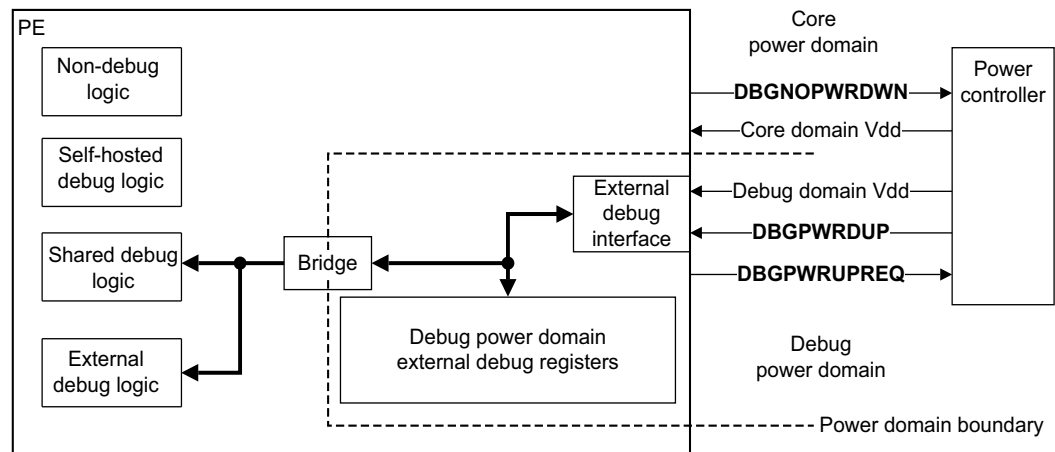 PE
Non-debug
logic
Self-hosted
debug logic
Shared debug
logic
External
debug logic
Bridge
External
debug
interface
Debug power domain
external debug registers
Core
power domain
DBGNOPWRDWN
Core domain Vdd
Debug domain Vdd
DBGPWRDUP
DBGPWRUPREQ
Power
controller
Debug
power domain
Power domain boundary